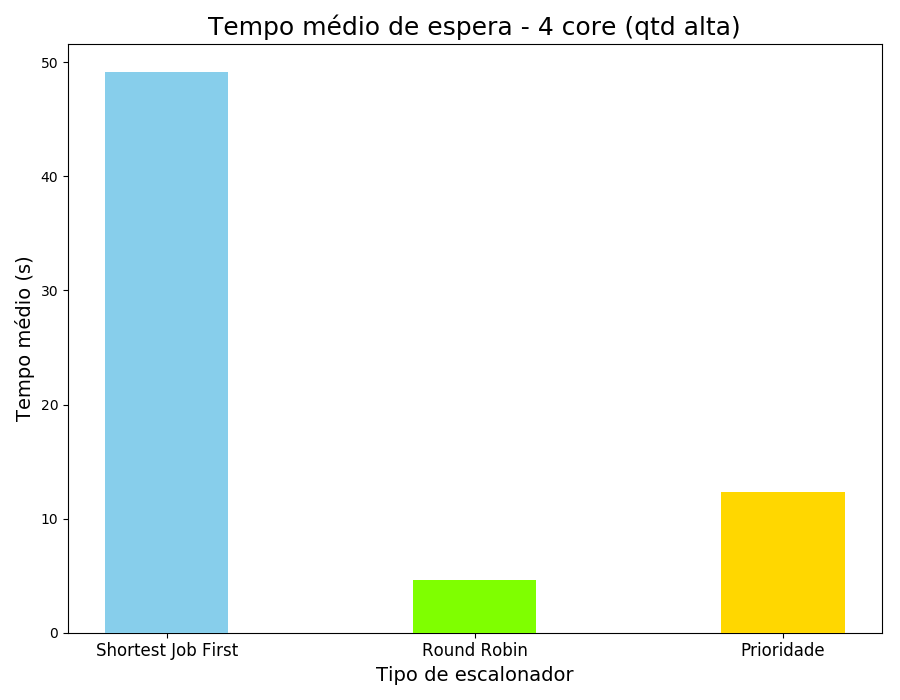 Tempo médio de espera - 4 core (qtd alta)
Tempo médio (s)
50
40
30
20
10
0
Shortest Job First
Round Robin
Prioridade
Tipo de escalonador